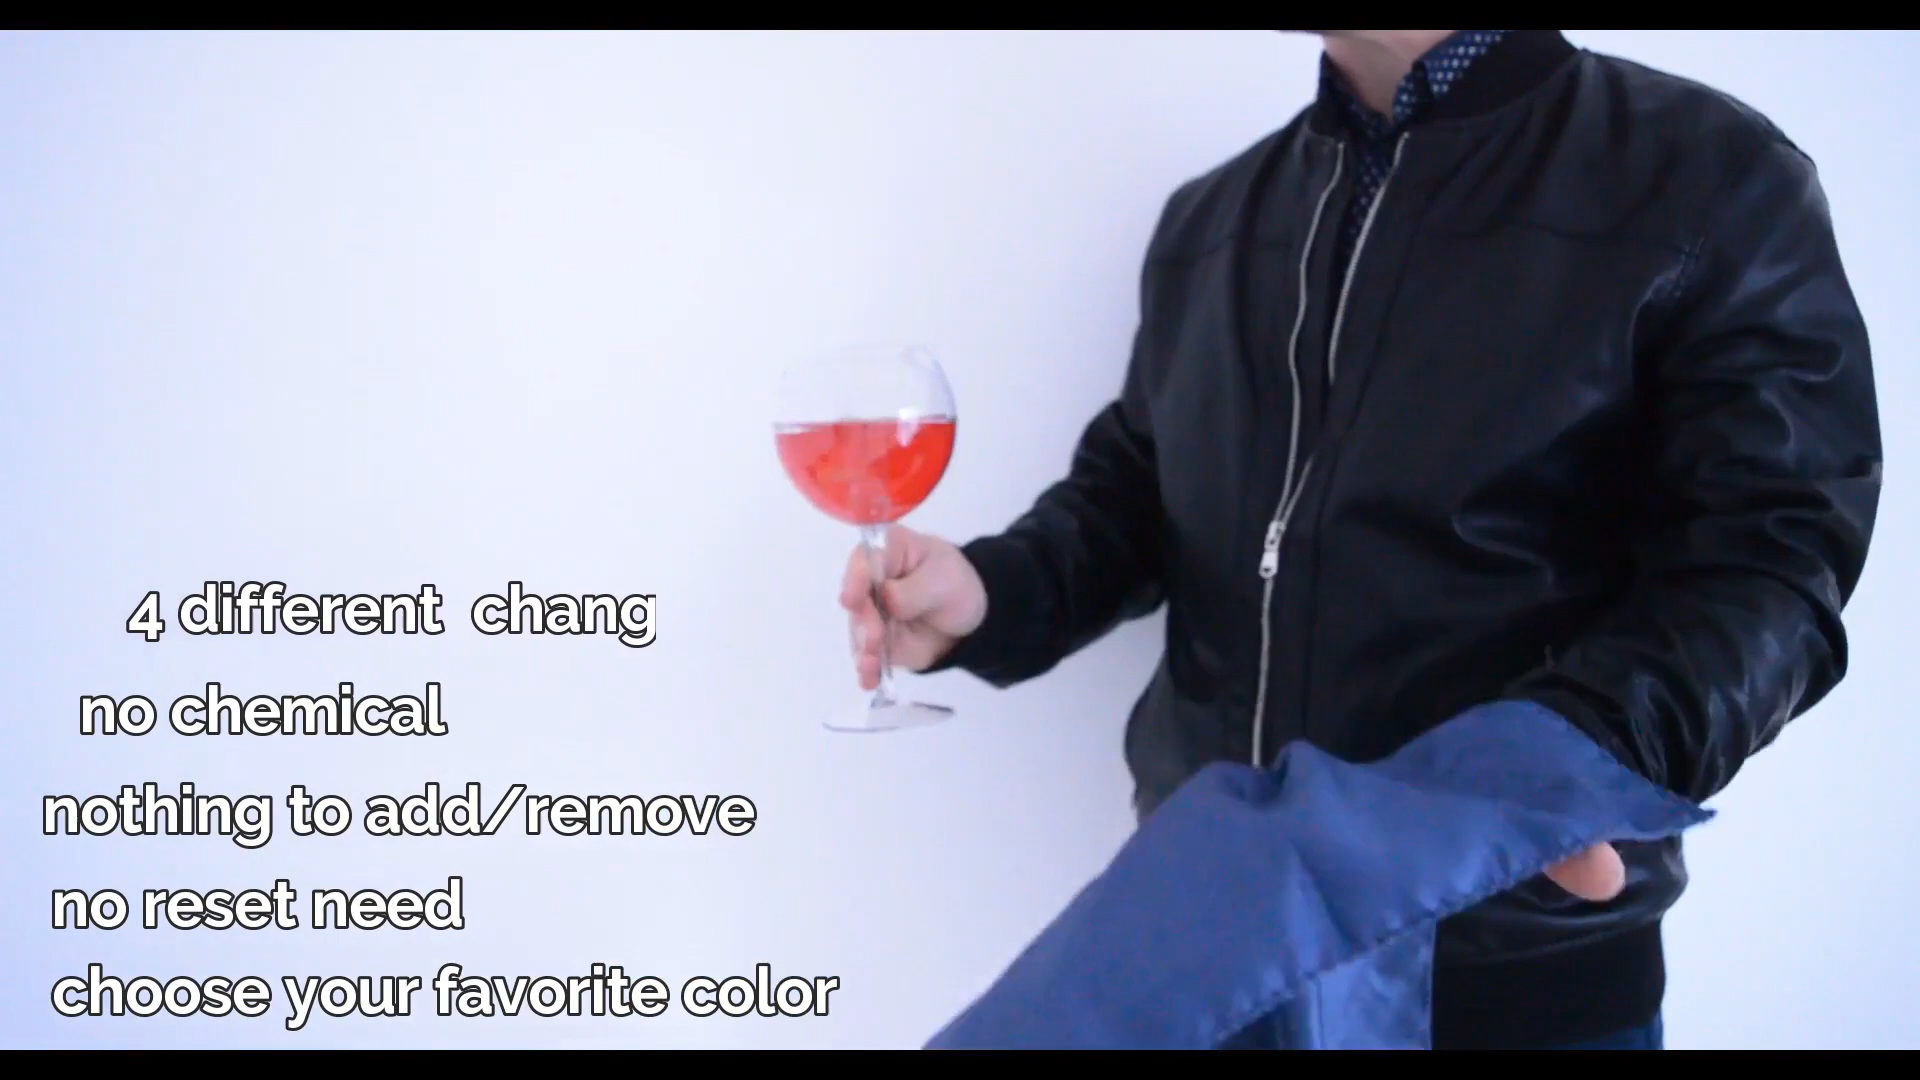 4 different chang
no chemical
nothing to add/remove
no reset need
choose your favorite color